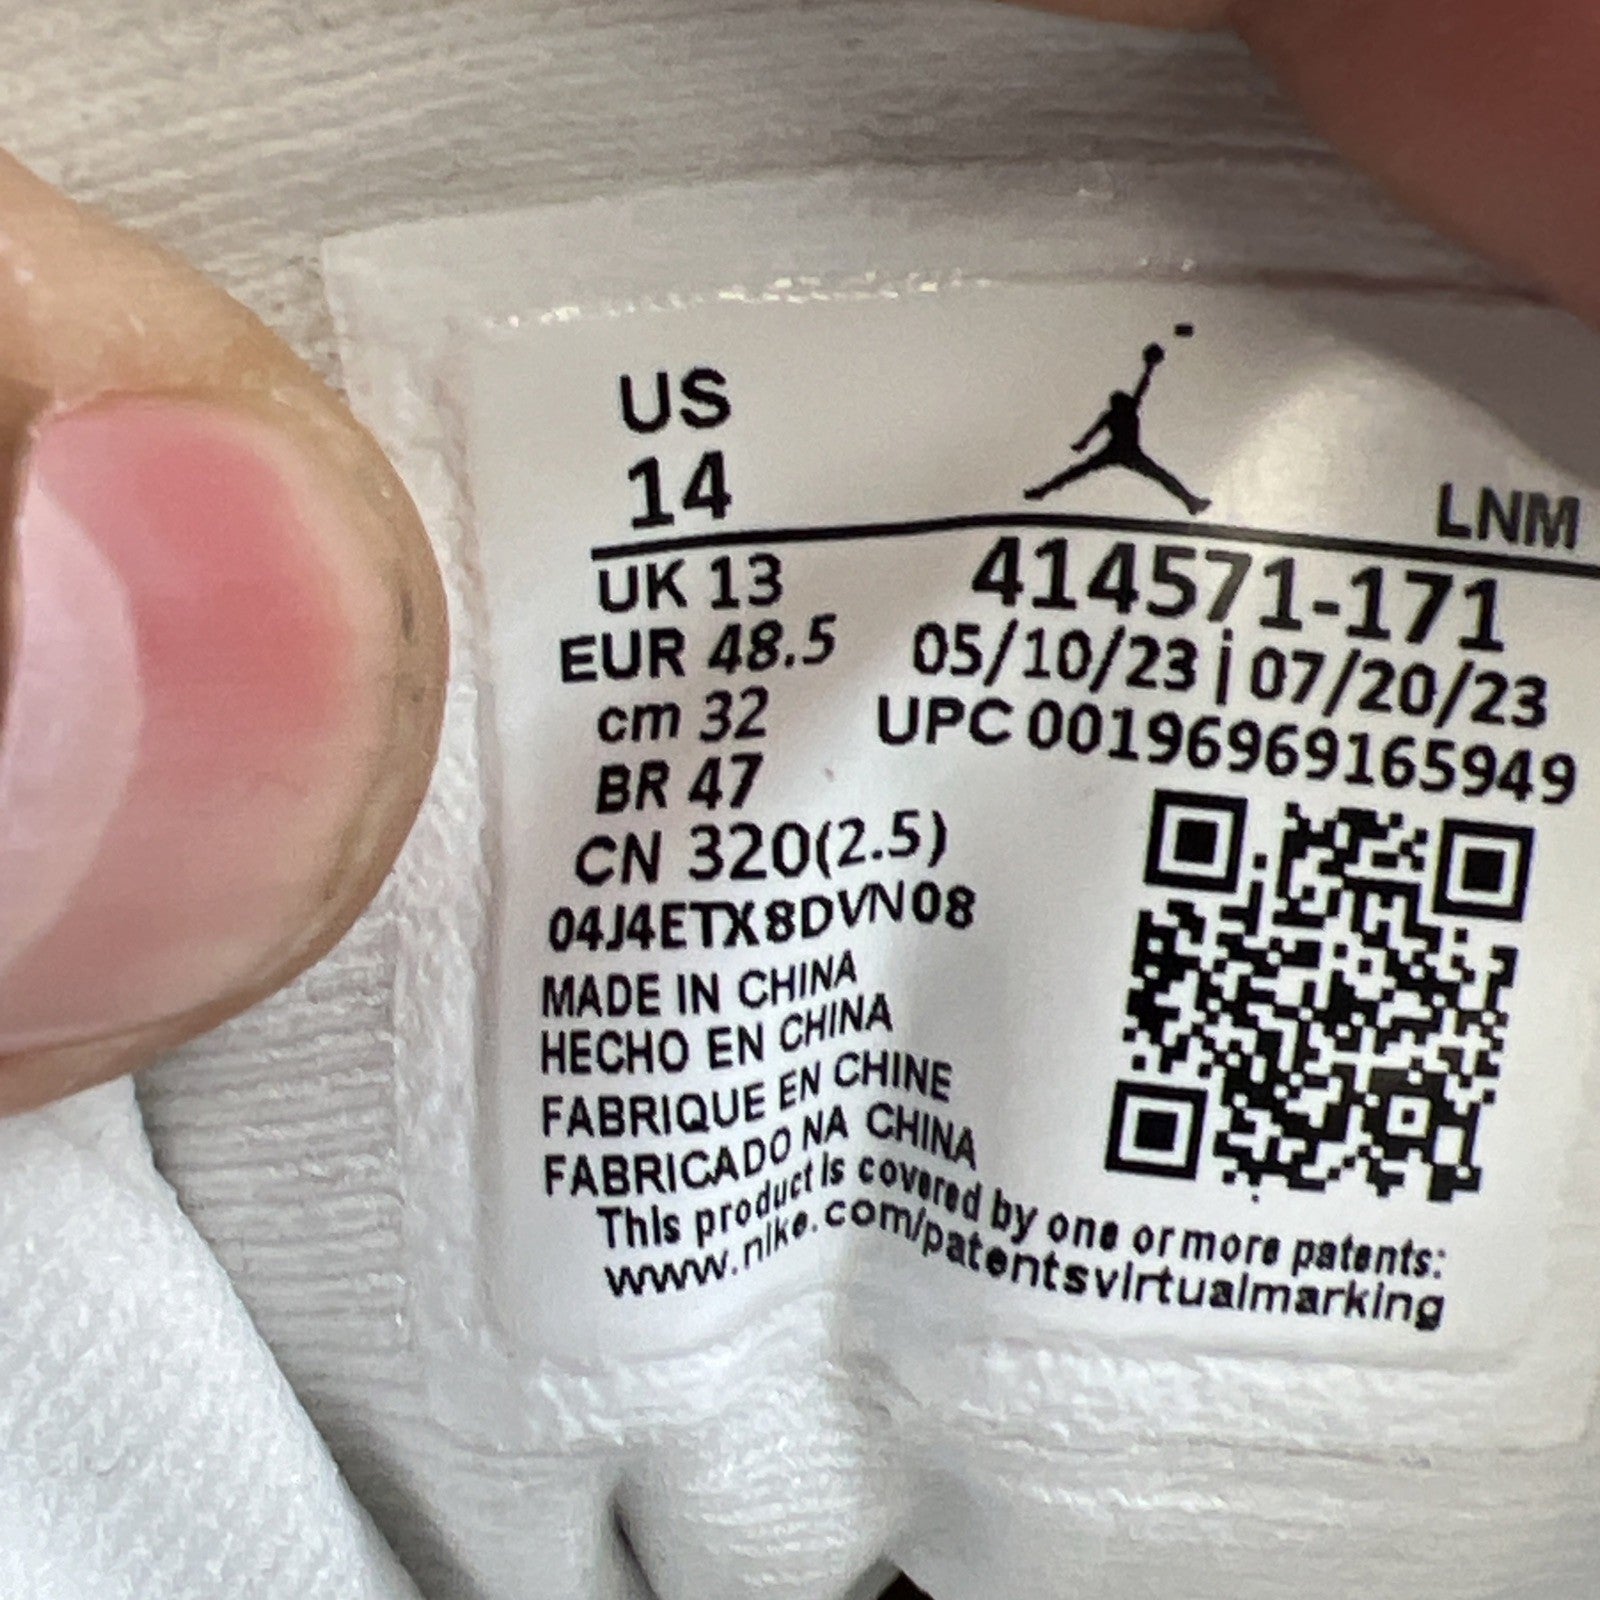 US
14
LNM
UK 13
414571-171
EUR 48.5
05/10/23 | 07/20/23
cm 32
UPC 00196969165949
BR 47
CN 320(2.5)
04J4ETX8DVN08
MADE IN CHINA
HECHO EN CHINA
FABRIQUE EN CHINE
FABRICADO NA CHINA
This product is covered by one or more patents:
www.nike.com/patentsvirtualmarking